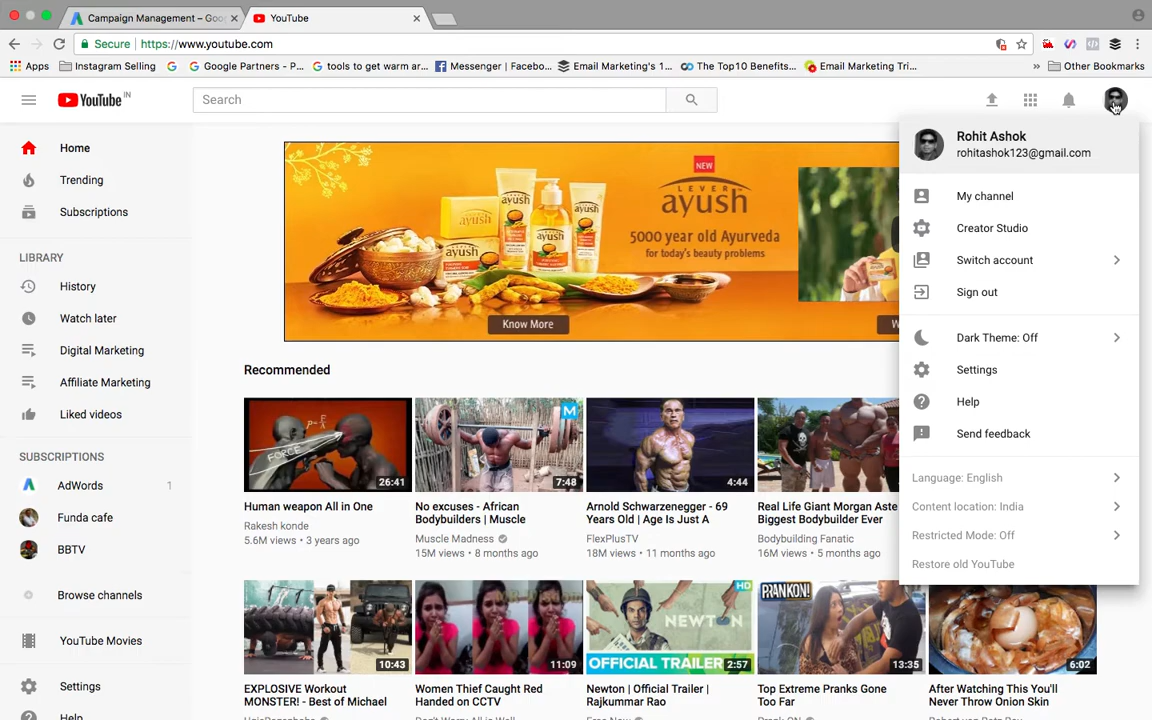 Campaign Management – Goo
YouTube
Secure
https://www.youtube.com
Apps
Instagram Selling
Google Partners - P...
tools to get warm ar...
Messenger | Facebo...
Email Marketing's 1...
The Top10 Benefits...
Email Marketing Tri...
»
Other Bookmarks
YouTube IN
Search
Home
Trending
Subscriptions
LIBRARY
History
Watch later
Digital Marketing
Affiliate Marketing
Liked videos
SUBSCRIPTIONS
AdWords 1
Funda cafe
BBTV
Browse channels
YouTube Movies
Settings
Help
NEW
LEVER
ayush
5000 year old Ayurveda
for today's beauty problems
Know More
W
Recommended
FORCE
26:41
Human weapon All in One
Rakesh konde
5.6M views • 3 years ago
M
7:48
No excuses - African
Bodybuilders | Muscle
Muscle Madness
15M views • 8 months ago
4:44
Arnold Schwarzenegger - 69
Years Old | Age Is Just A
FlexPlusTV
18M views • 11 months ago
Real Life Giant Morgan Aste
Biggest Bodybuilder Ever
Bodybuilding Fanatic
16M views • 5 months ago
10:43
EXPLOSIVE Workout
MONSTER! - Best of Michael
11:09
Women Thief Caught Red
Handed on CCTV
HD
NEWTON
OFFICIAL TRAILER
2:57
Newton | Official Trailer |
Rajkummar Rao
PRANKON!
13:35
Top Extreme Pranks Gone
Too Far
6:02
After Watching This You'll
Never Throw Onion Skin
Rohit Ashok
rohitashok123@gmail.com
My channel
Creator Studio
Switch account
Sign out
Dark Theme: Off
Settings
Help
Send feedback
Language: English
Content location: India
Restricted Mode: Off
Restore old YouTube